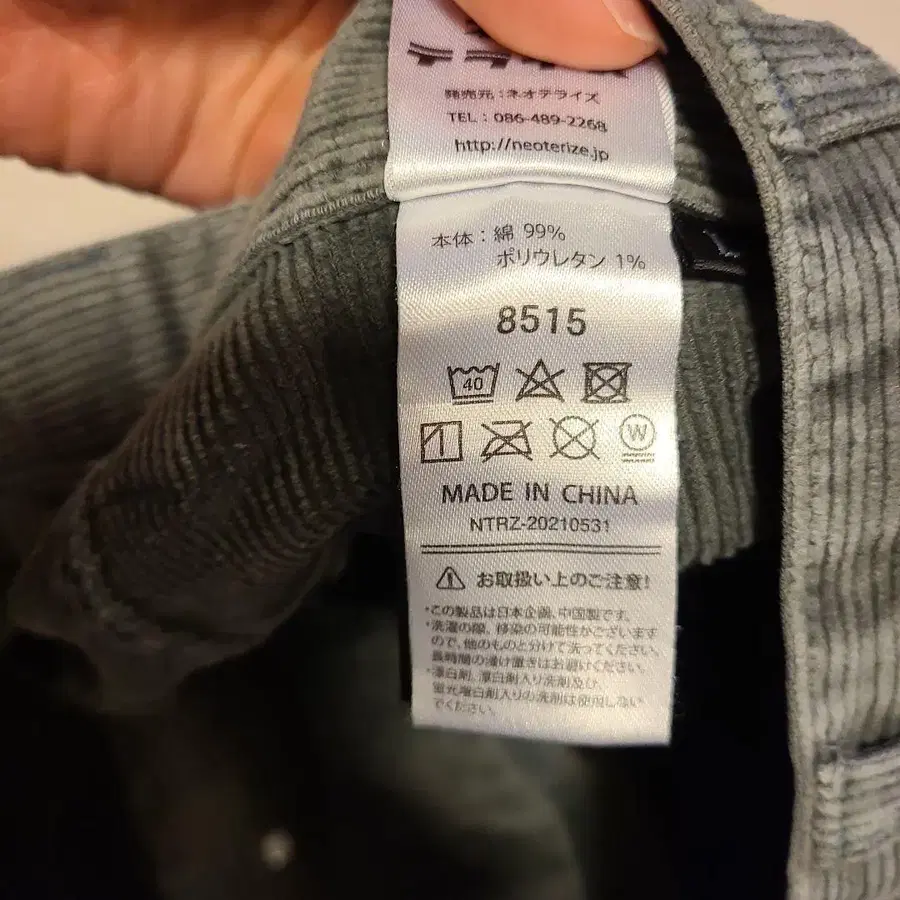 発売元：ネオテライズ
TEL：086-489-2268
http://neoterize.jp
本体：綿 99%
ポリウレタン 1%
8515
40
W
MADE IN CHINA
NTRZ-20210531
お取扱い上のご注意!
・この製品は日本企画、中国製です。
・洗濯の際、移染の可能性がございます
ので、他のものと分けて洗ってください。
長時間の漬け置きはお避けください。
・漂白剤、漂白剤入り洗剤及び、
蛍光増白剤入りの洗剤は使用しない
でください。